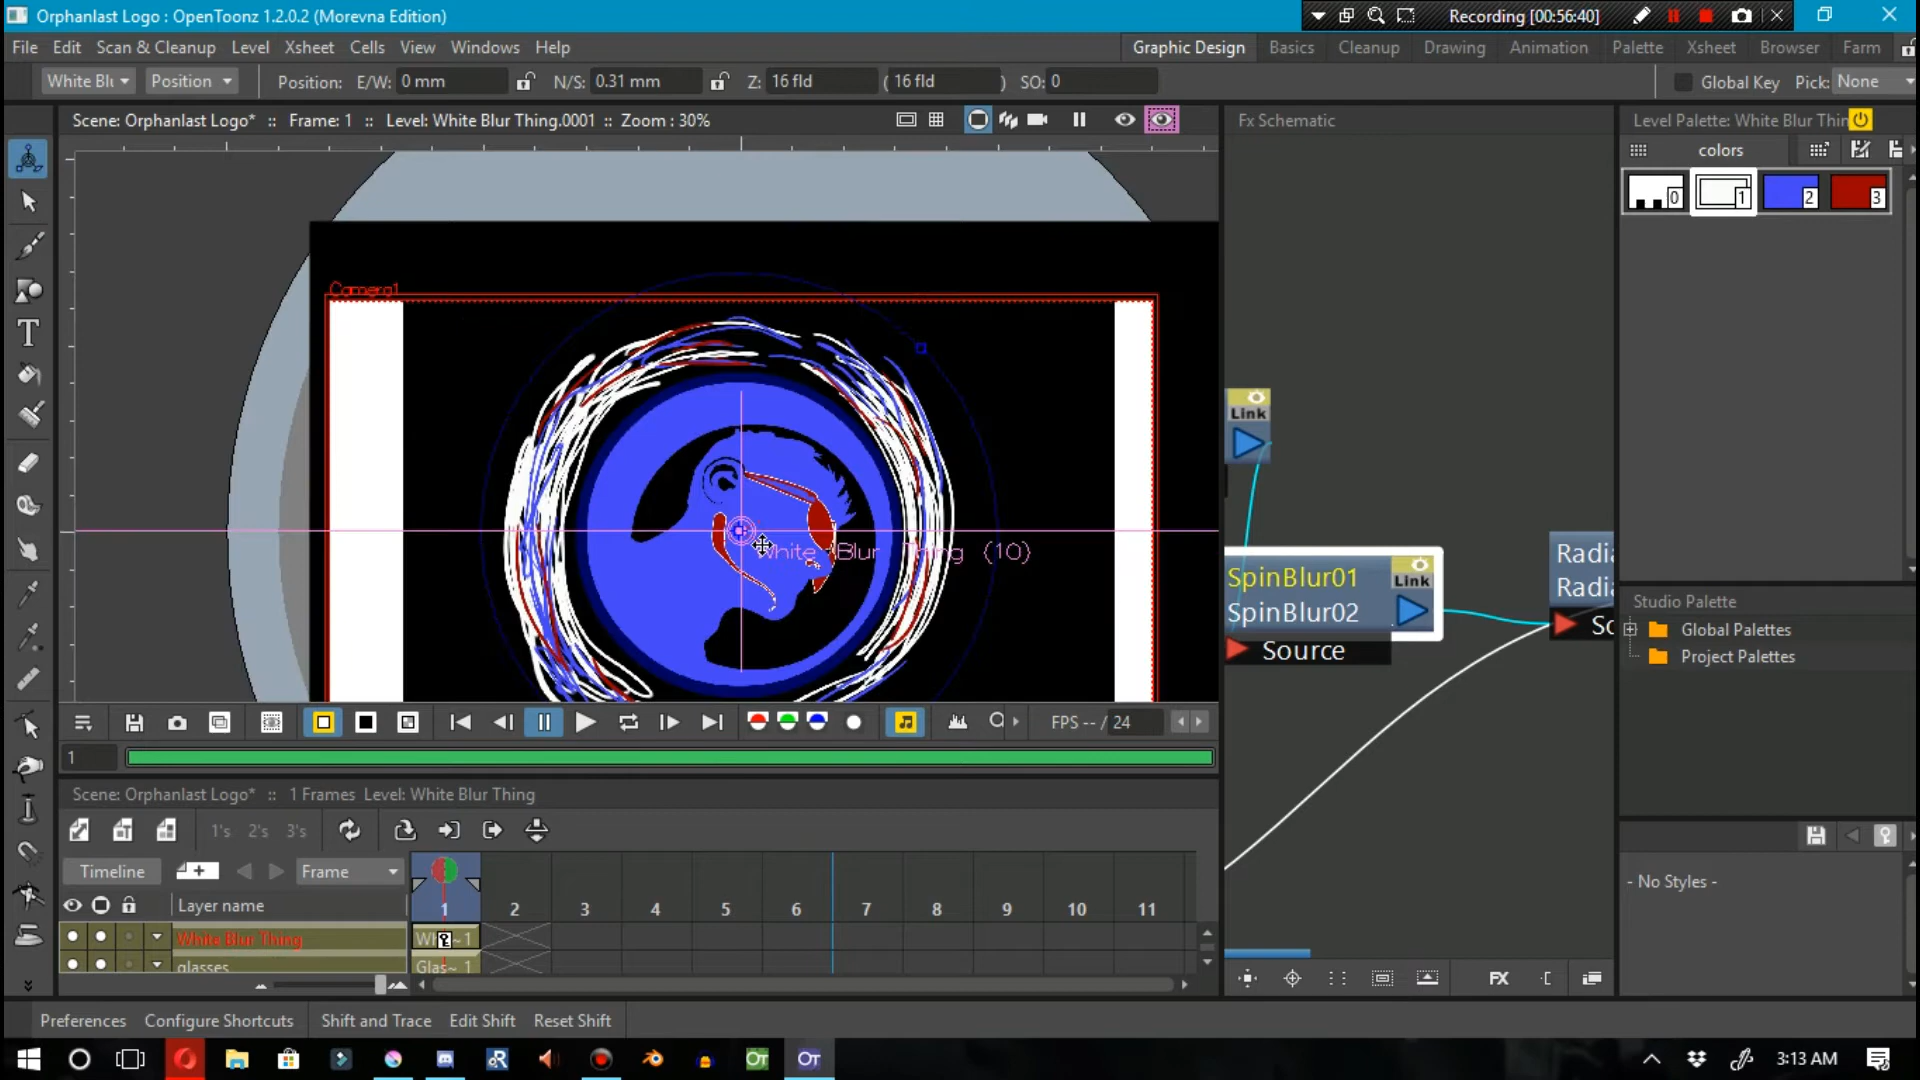 Orphanlast Logo : OpenToonz 1.2.0.2 (Morevna Edition)
Recording [00:56:40]
File Edit Scan & Cleanup Level Xsheet Cells View Windows Help
Graphic Design Basics Cleanup Drawing Animation Palette Xsheet Browser Farm
Position Position: E/W: 0 mm N/S: 0.31 mm Z: 16 fld ( 16 fld ) SO: 0
Global Key Pick: None
Scene: Orphanlast Logo* :: Frame: 1 :: Level: White Blur Thing.0001 :: Zoom : 30%
Fx Schematic
Level Palette: White Blur Thin
colors
0 1 2 3
Camera1
White Blur Thing (10)
Link
SpinBlur01
Link
SpinBlur02
Source
Studio Palette
Global Palettes
Project Palettes
FPS -- / 24
1
Scene: Orphanlast Logo* :: 1 Frames Level: White Blur Thing
1's 2's 3's
Timeline Frame
Layer name
1 2 3 4 5 6 7 8 9 10 11
White Blur Thing
glasses Glas~ 1
FX
- No Styles -
Preferences Configure Shortcuts Shift and Trace Edit Shift Reset Shift
3:13 AM